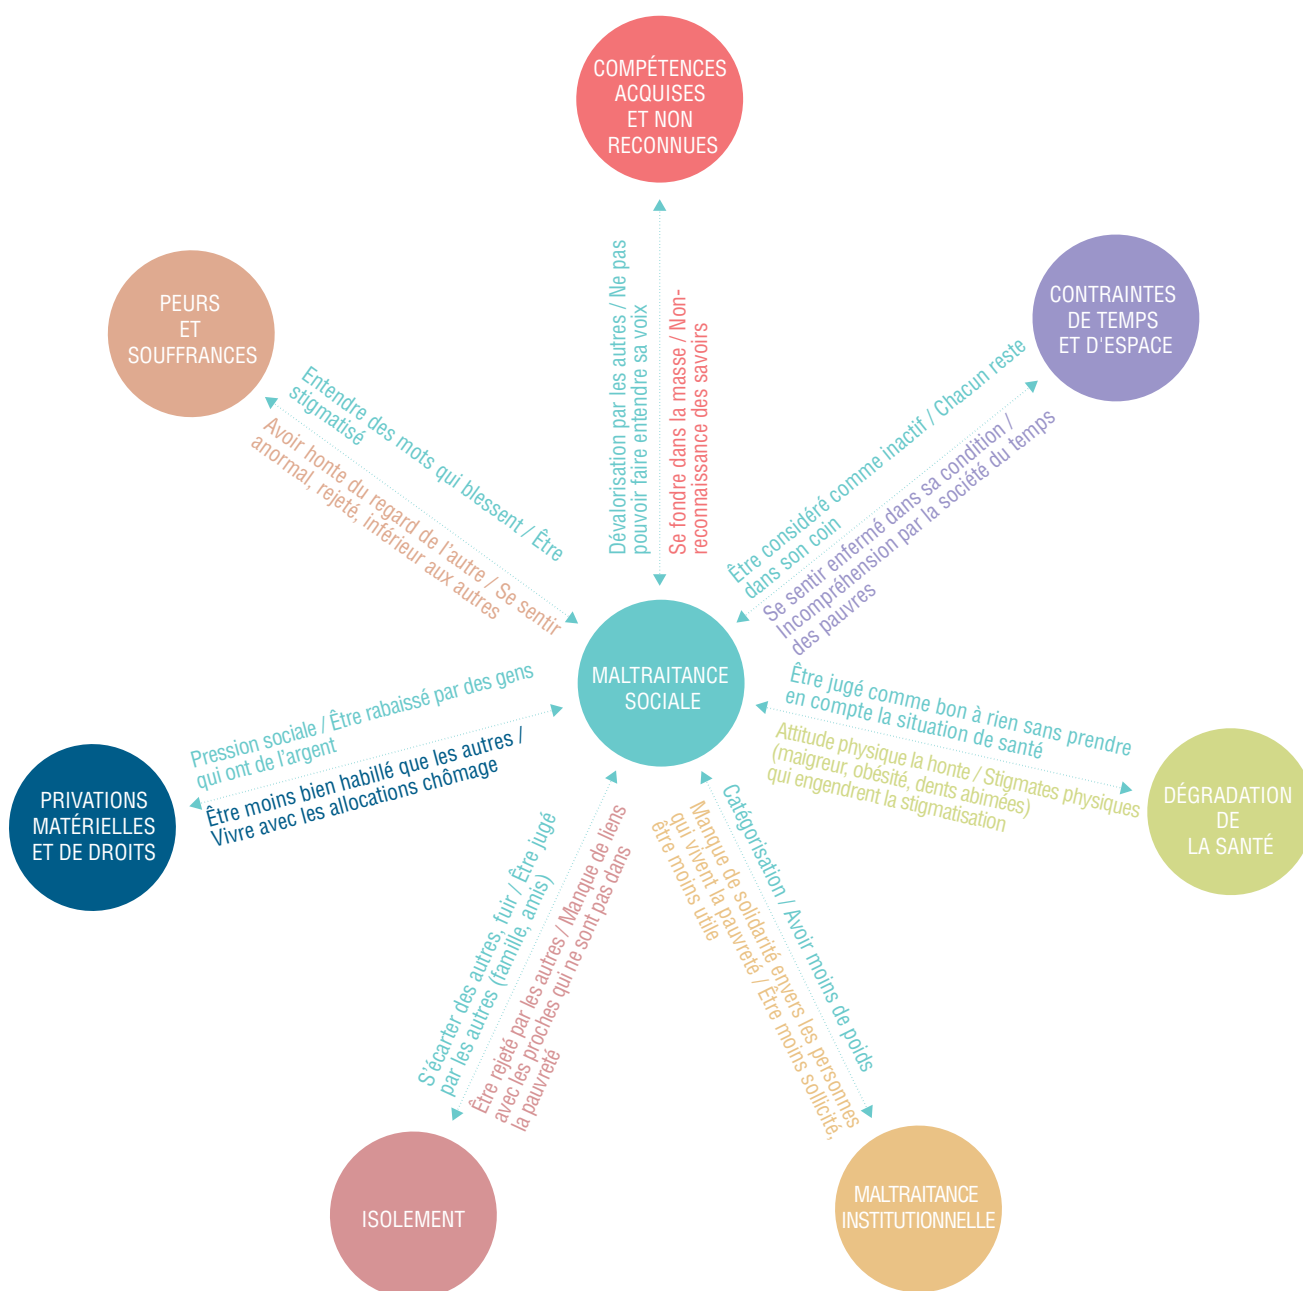 COMPÉTENCES
ACQUISES
ET NON
RECONNUES
Dévalorisation par les autres / Ne pas
pouvoir faire entendre sa voix
Se fondre dans la masse / Non-
reconnaissance des savoirs
CONTRAINTES
DE TEMPS
ET D'ESPACE
Être considéré comme inactif / Chacun reste
dans son coin
Se sentir enfermé dans sa condition /
Incompréhension par la société du temps
des pauvres
PEURS
ET
SOUFFRANCES
Entendre des mots qui blessent / Être
stigmatisé
Avoir honte du regard de l’autre / Se sentir
anormal, rejeté, inférieur aux autres
MALTRAITANCE
SOCIALE
Être jugé comme bon à rien sans prendre
en compte la situation de santé
Attitude physique la honte / Stigmates physiques
(maigreur, obésité, dents abimées)
qui engendrent la stigmatisation
DÉGRADATION
DE
LA SANTÉ
Pression sociale / Être rabaissé par des gens
qui ont de l’argent
Être moins bien habillé que les autres /
Vivre avec les allocations chômage
PRIVATIONS
MATÉRIELLES
ET DE DROITS
S’écarter des autres, fuir / Être jugé
par les autres (famille, amis)
Être rejeté par les autres / Manque de liens
avec les proches qui ne sont pas dans
la pauvreté
ISOLEMENT
Catégorisation / Avoir moins de poids
Manque de solidarité envers les personnes
qui vivent la pauvreté / Être moins sollicité,
être moins utile
MALTRAITANCE
INSTITUTIONNELLE